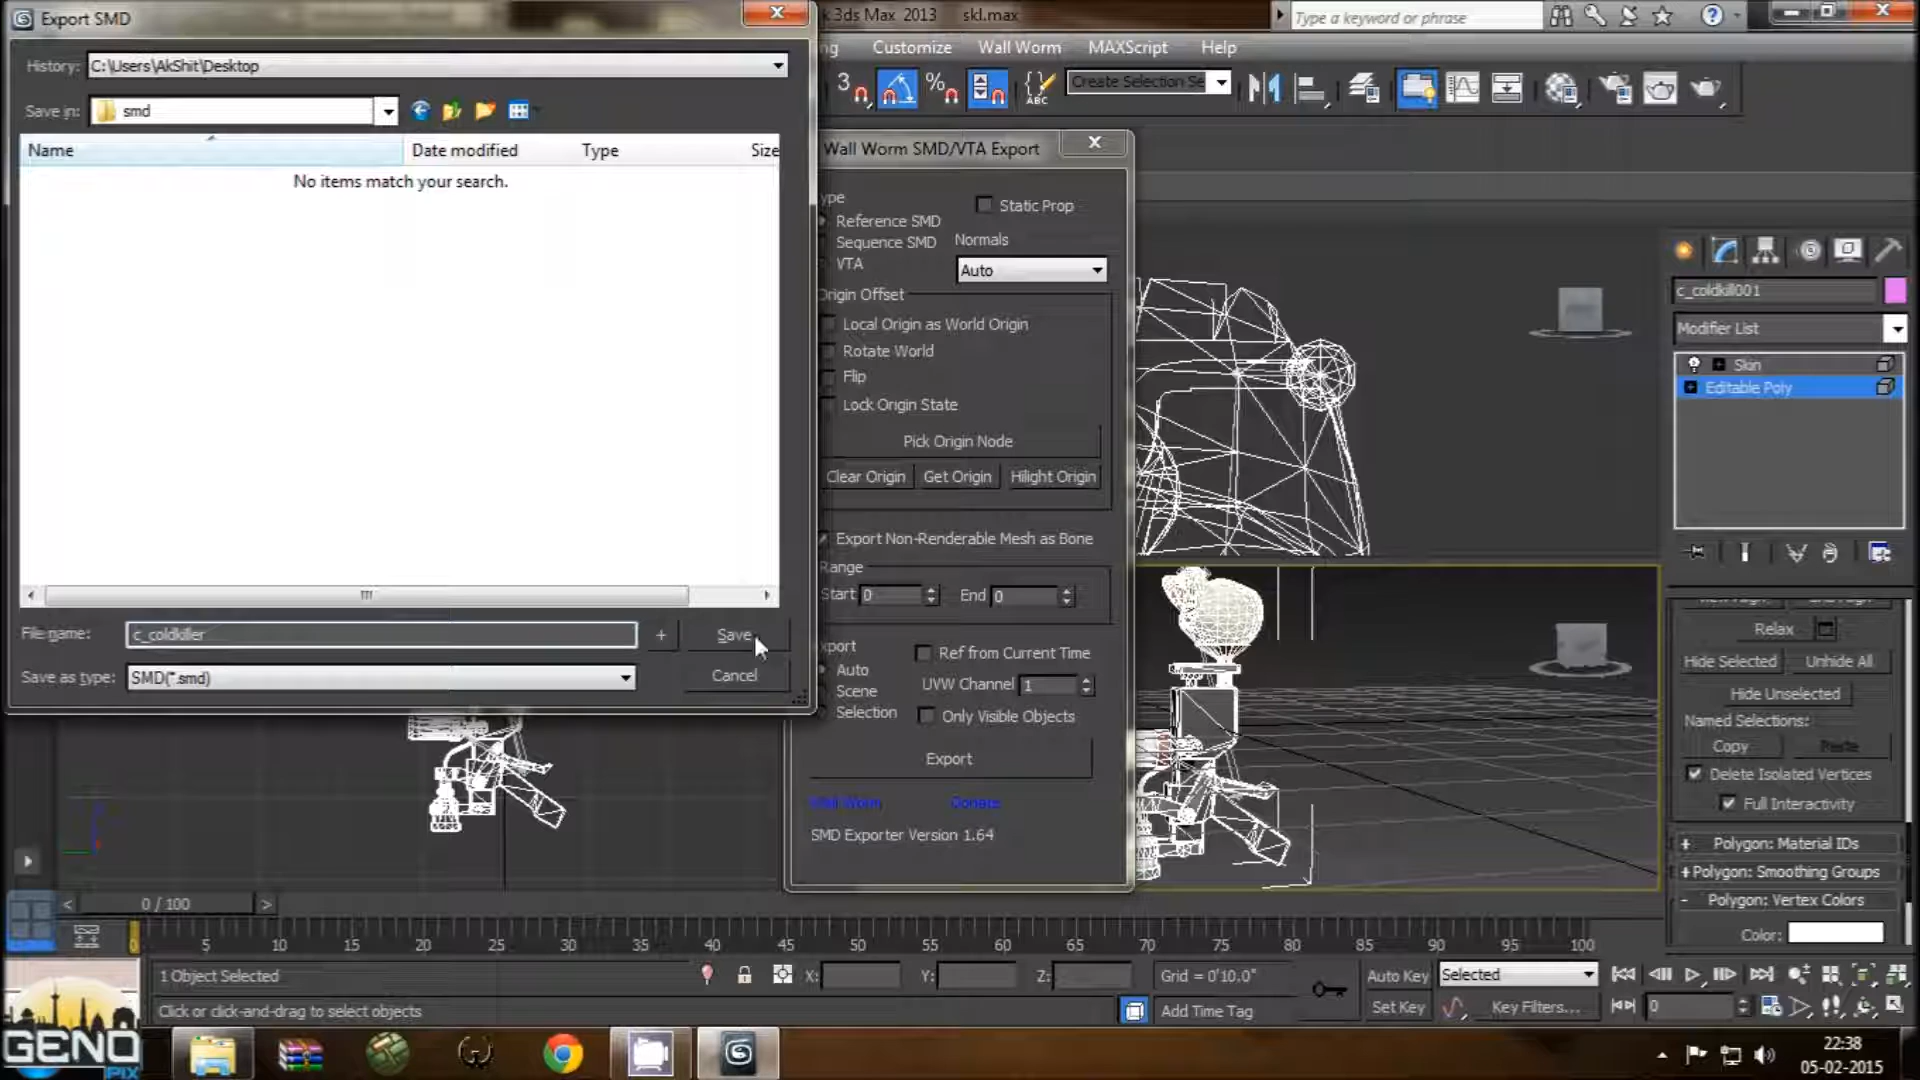 Export SMD
k 3ds Max 2013 skl.max
Type a keyword or phrase
History: C:\Users\AkShit\Desktop
ng Customize Wall Worm MAXScript Help
Save in: smd
3 % ABC Create Selection Se
Name Date modified Type Size
No items match your search.
Wall Worm SMD/VTA Export
ype
Static Prop
Reference SMD
Sequence SMD
VTA
Normals
Auto
Origin Offset
Local Origin as World Origin
Rotate World
Flip
Lock Origin State
Pick Origin Node
Clear Origin Get Origin Hilight Origin
Export Non-Renderable Mesh as Bone
Range
Start 0 End 0
xport
Auto
Scene
Selection
Ref from Current Time
UVW Channel 1
Only Visible Objects
Export
Wall Worm Donate
SMD Exporter Version 1.64
File name: c_coldkiller + Save
Save as type: SMD(*.smd) Cancel
c_coldkill001
Modifier List
Skin
Editable Poly
Relax
Hide Selected Unhide All
Hide Unselected
Named Selections:
Copy Paste
Delete Isolated Vertices
Full Interactivity
+ Polygon: Material IDs
+ Polygon: Smoothing Groups
- Polygon: Vertex Colors
Color:
< 0 / 100 >
0 5 10 15 20 25 30 35 40 45 50 55 60 65 70 75 80 85 90 95 100
1 Object Selected X: Y: Z: Grid = 0'10.0" Auto Key Selected
Click or click-and-drag to select objects Add Time Tag Set Key Key Filters... 0
GENO
PIX
22:38
05-02-2015